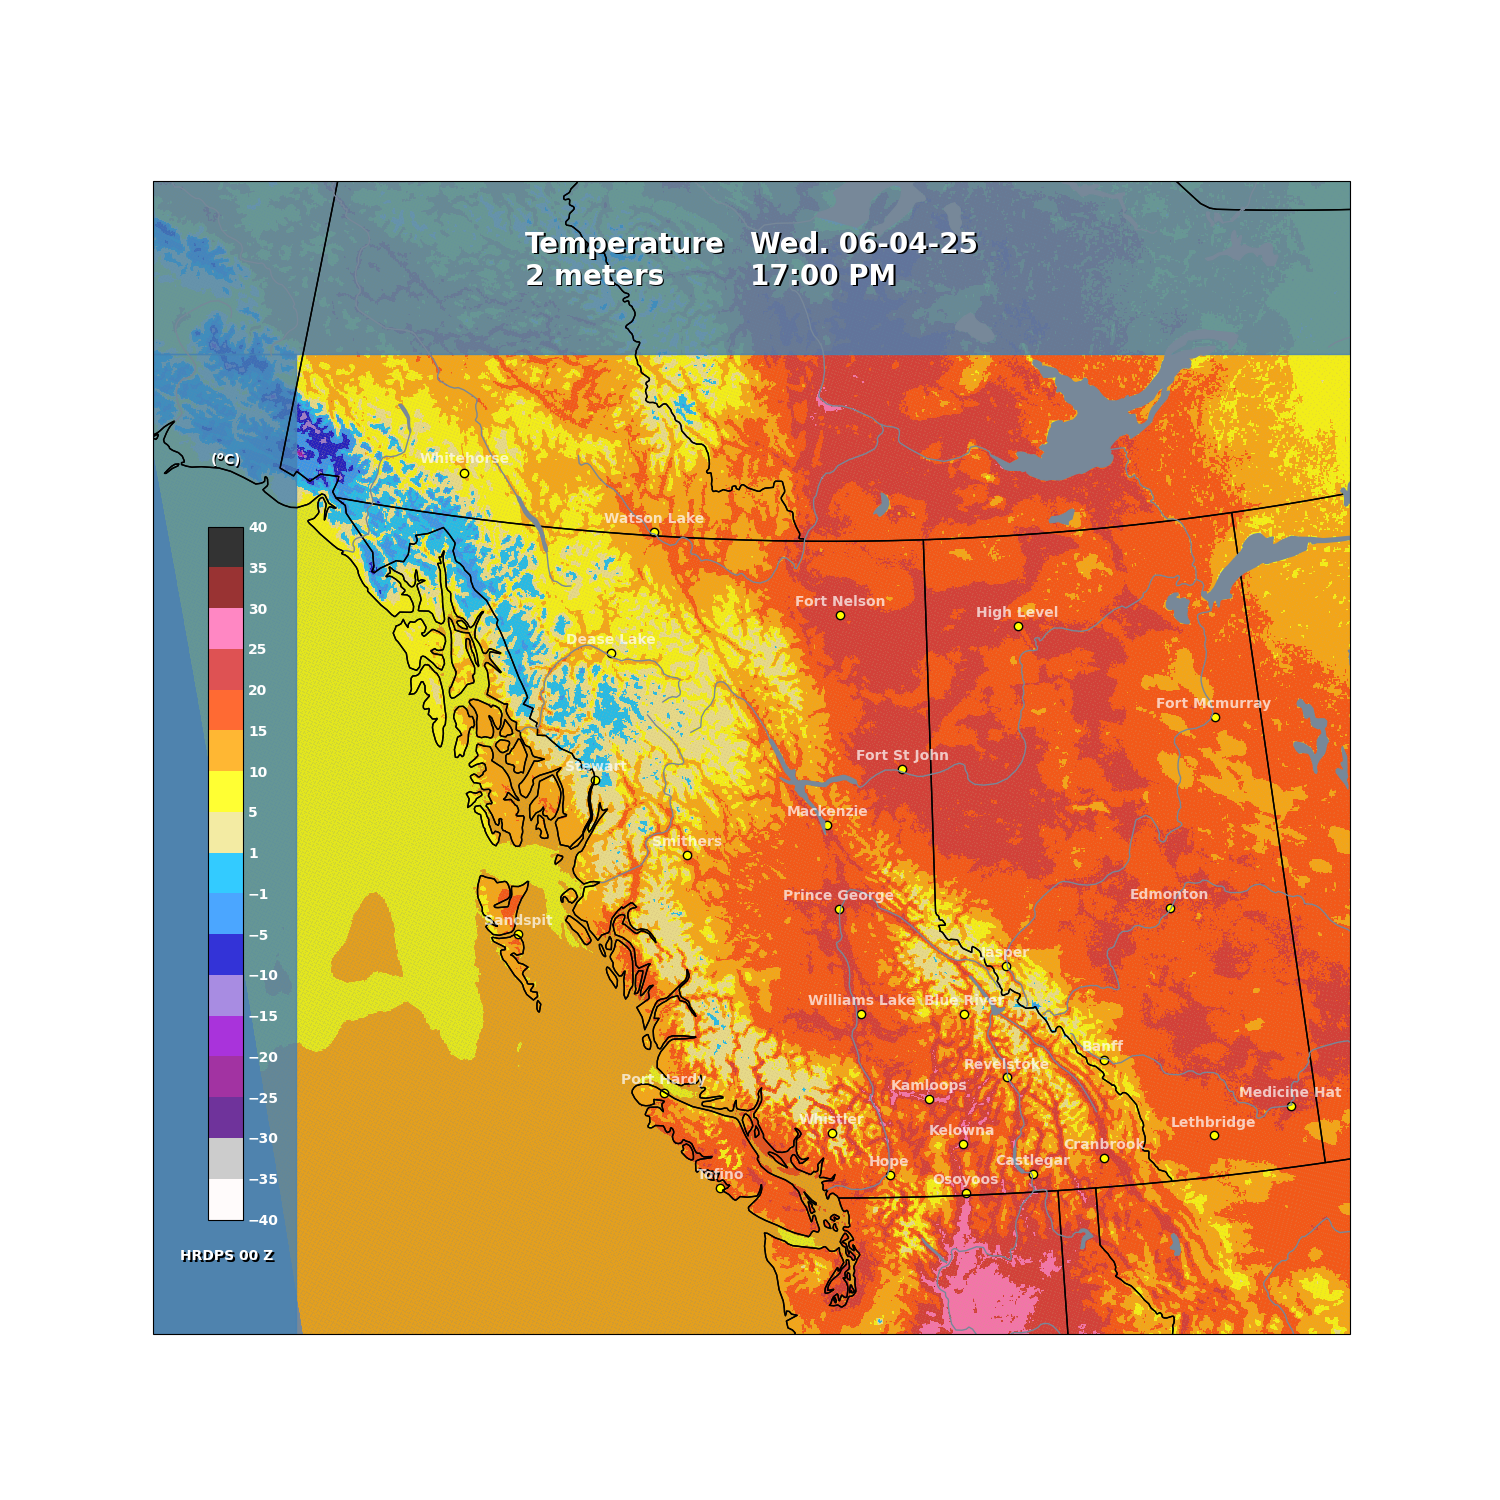 Temperature Wed. 06-04-25
2 meters 17:00 PM
(°C)
Whitehorse
Watson Lake
40
35
30
25
20
15
10
5
1
−1
−5
−10
−15
−20
−25
−30
−35
−40
Fort Nelson
High Level
Dease Lake
Fort Mcmurray
Fort St John
Stewart
Mackenzie
Smithers
Prince George
Edmonton
Sandspit
Jasper
Williams Lake
Blue River
Banff
Revelstoke
Port Hardy
Kamloops
Medicine Hat
Whistler
Lethbridge
Kelowna
Cranbrook
Hope
Castlegar
Tofino
Osoyoos
HRDPS 00 Z